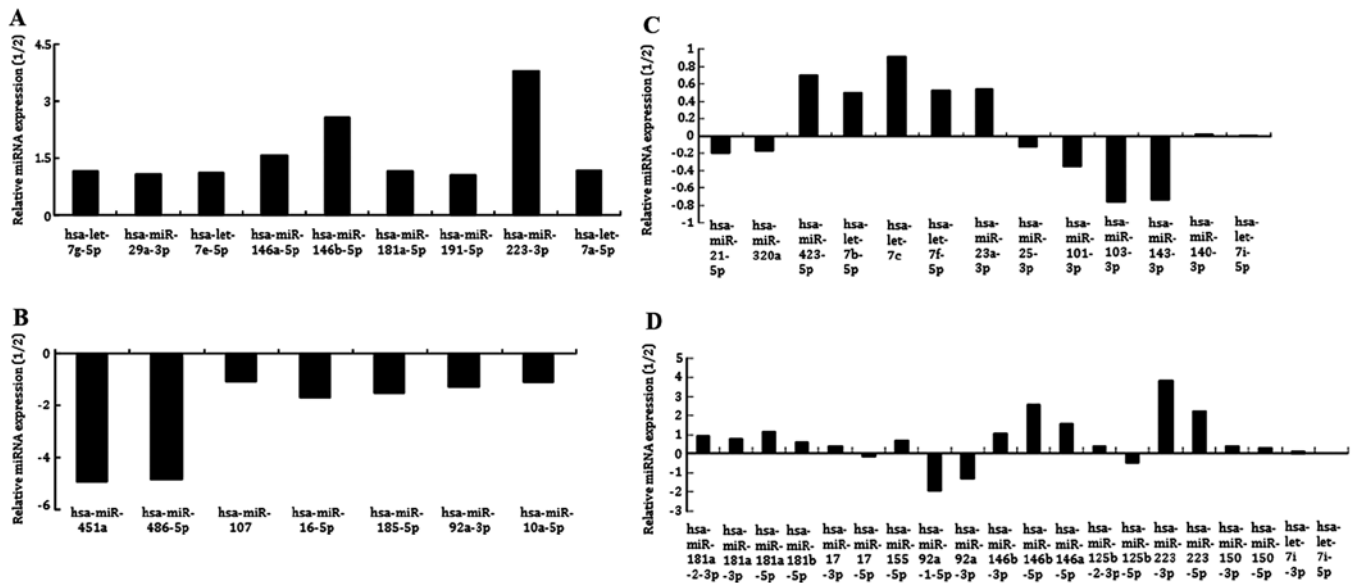 A
Relative miRNA expression (1/2)
4.5
3
1.5
0
hsa-let- hsa-miR- hsa-let- hsa-miR- hsa-miR- hsa-miR- hsa-miR- hsa-miR- hsa-let-
7g-5p 29a-3p 7e-5p 146a-5p 146b-5p 181a-5p 191-5p 223-3p 7a-5p
B
Relative miRNA expression (1/2)
0
-2
-4
-6
hsa-miR- hsa-miR- hsa-miR- hsa-miR- hsa-miR- hsa-miR- hsa-miR-
451a 486-5p 107 16-5p 185-5p 92a-3p 10a-5p
C
Relative miRNA expression (1/2)
1
0.8
0.6
0.4
0.2
0
-0.2
-0.4
-0.6
-0.8
-1
hsa- hsa- hsa- hsa- hsa- hsa- hsa- hsa- hsa- hsa- hsa- hsa- hsa-
miR- miR- miR- let- let- let- miR- miR- miR- miR- miR- miR- let-
21- 320a 423- 7b- 7c 7f- 23a- 25- 101- 103- 143- 140- 7i-
5p 5p 5p 5p 3p 3p 3p 3p 3p 3p 5p
D
Relative miRNA expression (1/2)
5
4
3
2
1
0
-1
-2
-3
hsa- hsa- hsa- hsa- hsa- hsa- hsa- hsa- hsa- hsa- hsa- hsa- hsa- hsa- hsa- hsa- hsa- hsa- hsa- hsa-
miR- miR- miR- miR- miR- miR- miR- miR- miR- miR- miR- miR- miR- miR- miR- miR- miR- miR- let- let-
181a 181a 181a 181b 17 17 155 92a 92a 146b 146b 146a 125b 125b 223 223 150 150 7i 7i-
-2-3p -3p -5p -5p -3p -5p -5p -1-5p -3p -3p -5p -5p -2-3p -5p -3p -5p -3p -5p -3p 5p